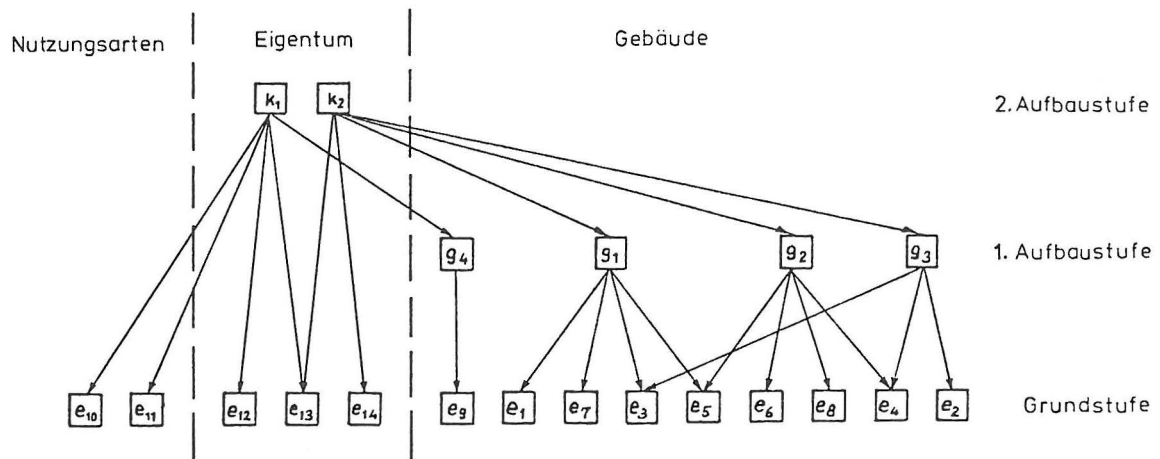 Nutzungsarten Eigentum Gebäude
k₁ k₂ 2. Aufbaustufe
g₄ g₁ g₂ g₃ 1. Aufbaustufe
e₁₀ e₁₁ e₁₂ e₁₃ e₁₄ e₉ e₁ e₇ e₃ e₅ e₆ e₈ e₄ e₂ Grundstufe